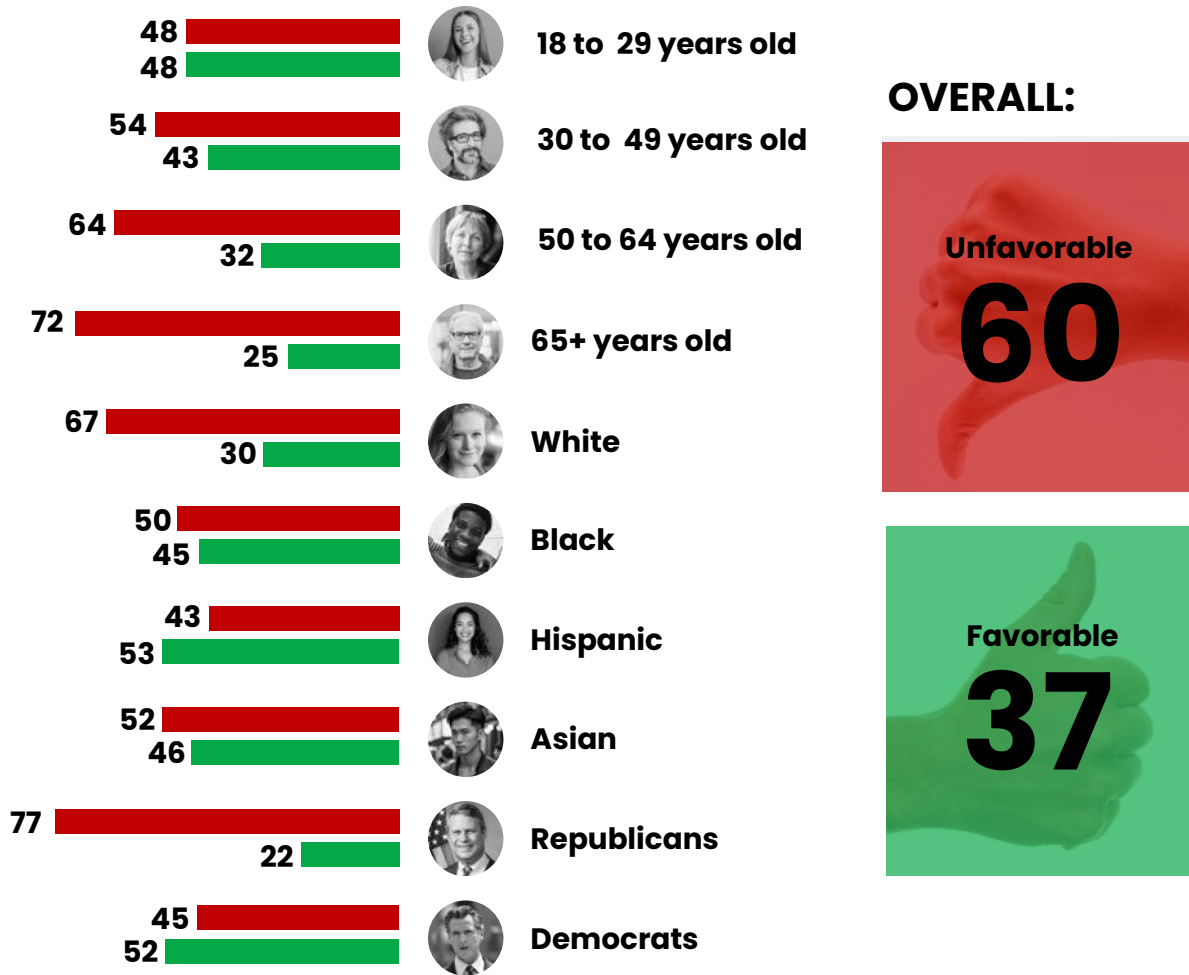 48
48
18 to 29 years old
54
43
30 to 49 years old
64
32
50 to 64 years old
72
25
65+ years old
67
30
White
50
45
Black
43
53
Hispanic
52
46
Asian
77
22
Republicans
45
52
Democrats
OVERALL:
Unfavorable
60
Favorable
37